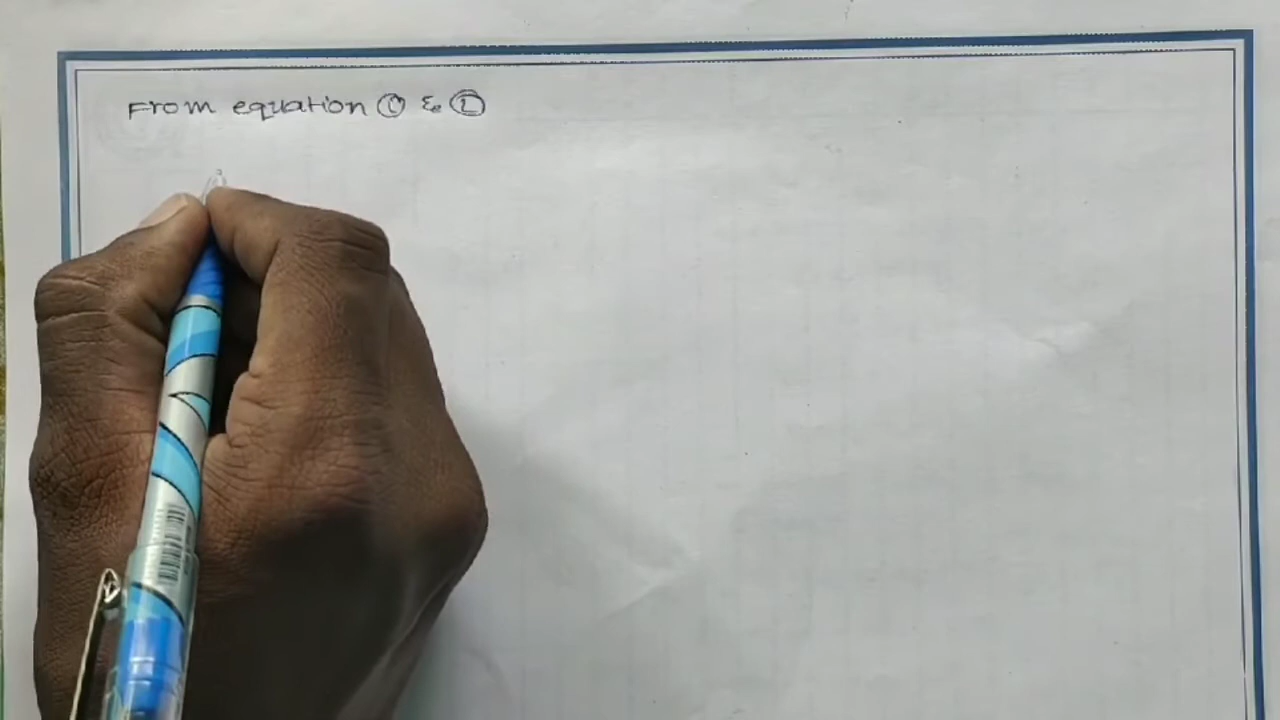 From equation ① & ②